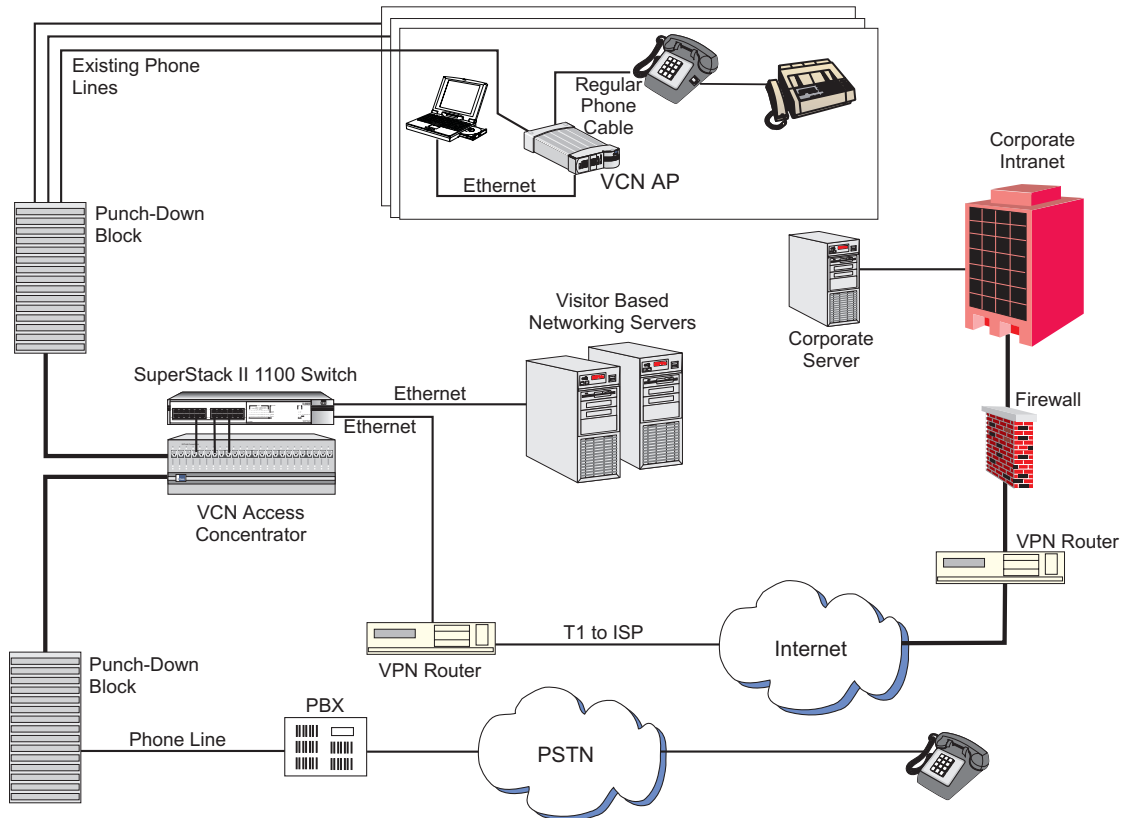 Existing Phone
Lines
Regular
Phone
Cable
Ethernet
VCN AP
Corporate
Intranet
Punch-Down
Block
Visitor Based
Networking Servers
Corporate
Server
SuperStack II 1100 Switch
Ethernet
Ethernet
Firewall
VCN Access
Concentrator
VPN Router
T1 to ISP
Internet
VPN Router
Punch-Down
Block
PBX
Phone Line
PSTN